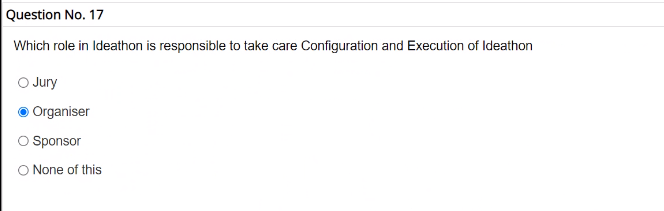 Question No. 17
Which role in Ideathon is responsible to take care Configuration and Execution of Ideathon
Jury
Organiser
Sponsor
None of this